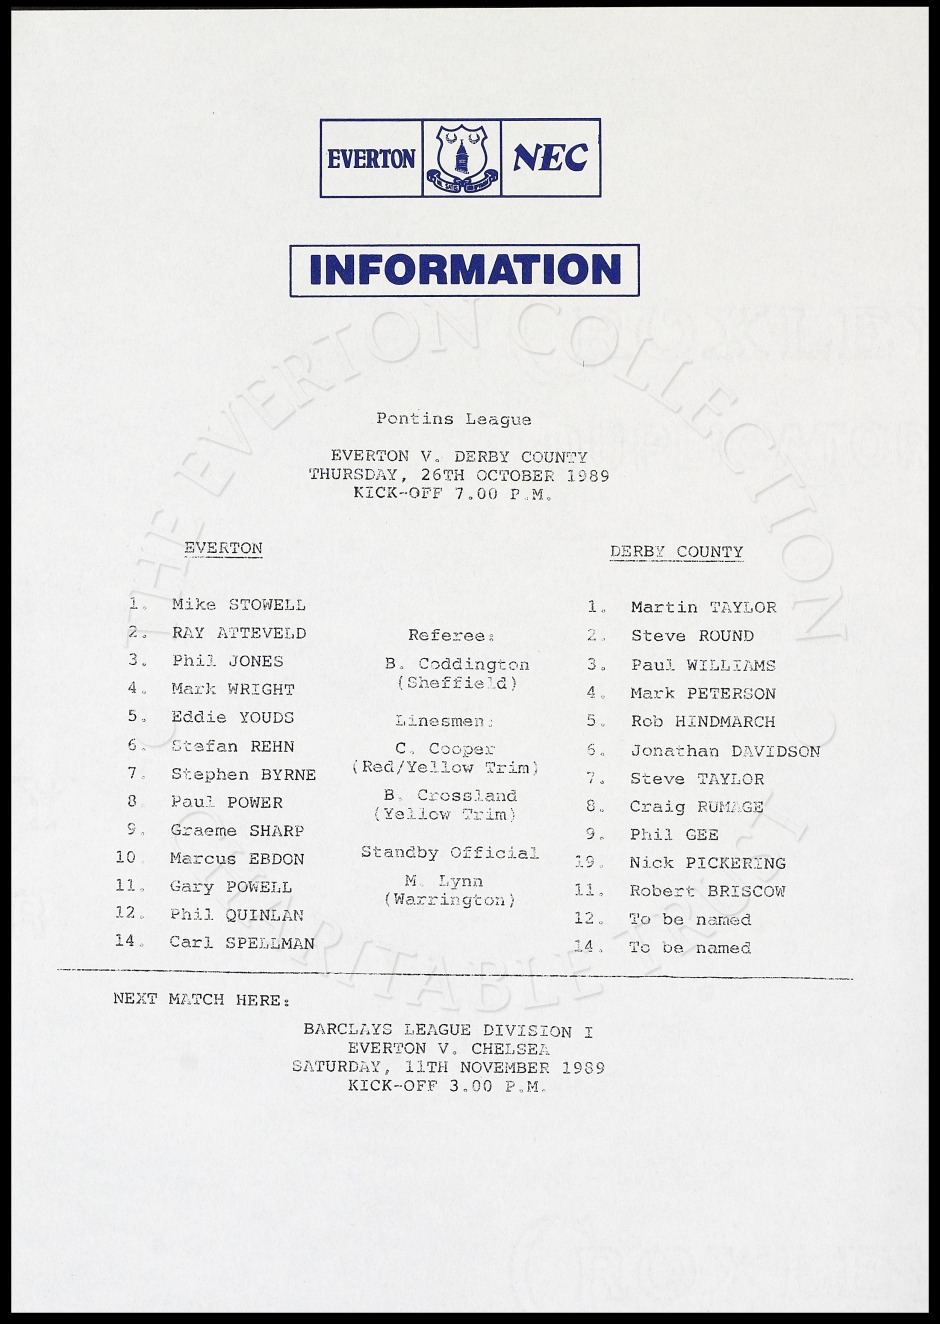 EVERTON NEC
INFORMATION
THE EVERTON COLLECTION CHARITABLE TRUST
Pontins League
EVERTON V. DERBY COUNTY
THURSDAY, 26TH OCTOBER 1989
KICK-OFF 7.00 P.M.
EVERTON
1. Mike STOWELL
2. RAY ATTEVELD
3. Phil JONES
4. Mark WRIGHT
5. Eddie YOUDS
6. Stefan REHN
7. Stephen BYRNE
8 Paul POWER
9. Graeme SHARP
10 Marcus EBDON
11. Gary POWELL
12. Phil QUINLAN
14. Carl SPELLMAN
Referee:
B. Coddington
(Sheffield)
Linesmen:
C. Cooper
(Red/Yellow Trim)
B. Crossland
(Yellow Trim)
Standby Official
M. Lynn
(Warrington)
DERBY COUNTY
1. Martin TAYLOR
2. Steve ROUND
3. Paul WILLIAMS
4. Mark PETERSON
5. Rob HINDMARCH
6. Jonathan DAVIDSON
7. Steve TAYLOR
8. Craig RUMAGE
9. Phil GEE
19. Nick PICKERING
11. Robert BRISCOW
12. To be named
14. To be named
NEXT MATCH HERE:
BARCLAYS LEAGUE DIVISION I
EVERTON V. CHELSEA
SATURDAY, 11TH NOVEMBER 1989
KICK-OFF 3.00 P.M.